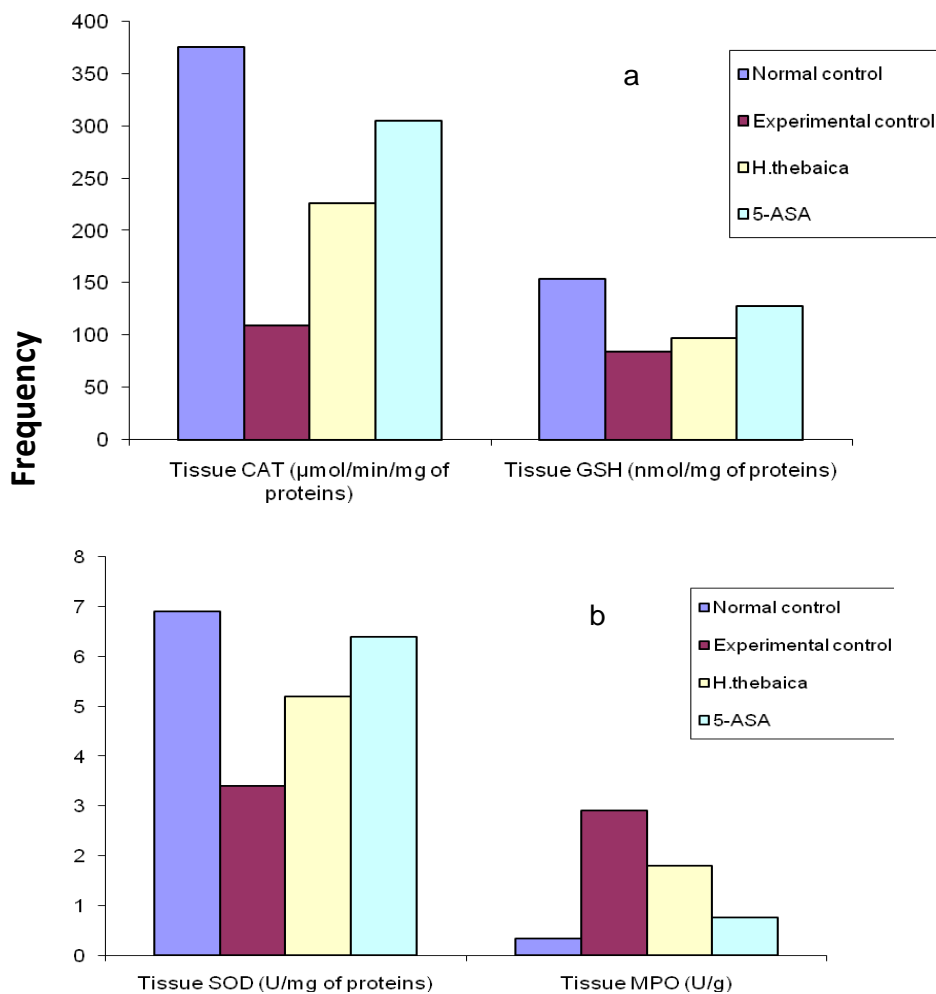 400
350
300
250
200
150
100
50
0
Frequency
a
Normal control
Experimental control
H.thebaica
5-ASA
Tissue CAT (µmol/min/mg of
proteins)
Tissue GSH (nmol/mg of proteins)
8
7
6
5
4
3
2
1
0
b
Normal control
Experimental control
H.thebaica
5-ASA
Tissue SOD (U/mg of proteins)
Tissue MPO (U/g)